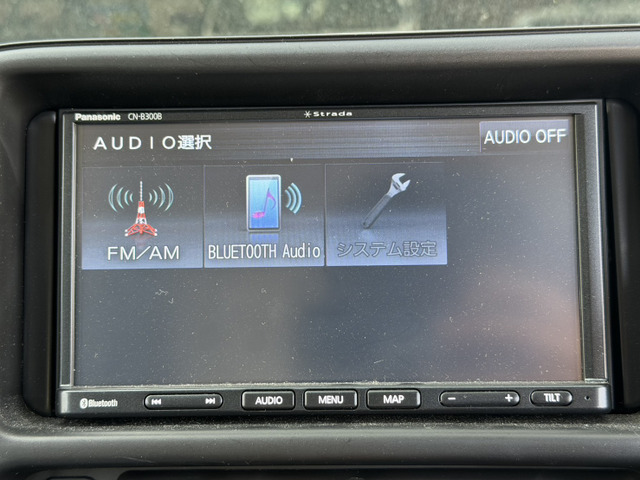 Panasonic CN-B300B Strada
AUDIO選択 AUDIO OFF
FM/AM BLUETOOTH Audio システム設定
Bluetooth AUDIO MENU MAP − + TILT